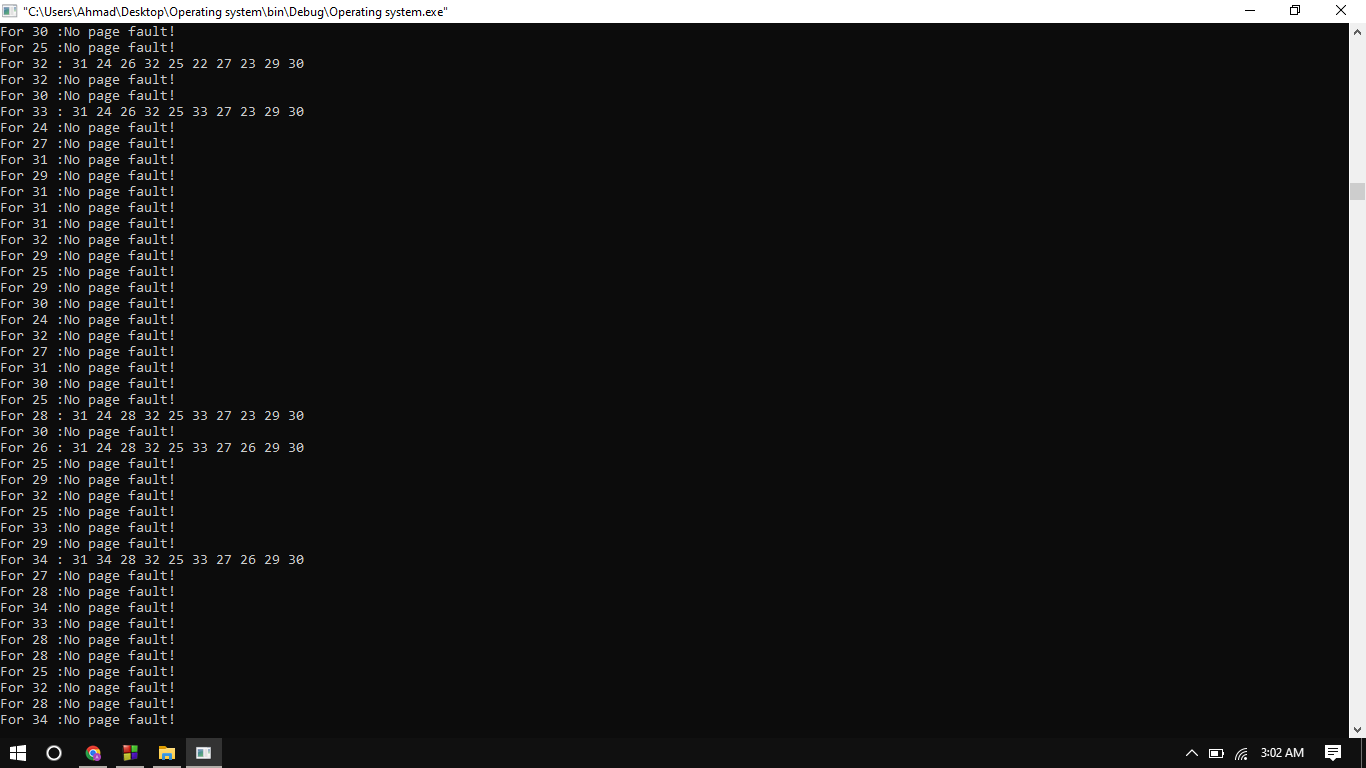 "C:\Users\Ahmad\Desktop\Operating system\bin\Debug\Operating system.exe"
For 30 :No page fault!
For 25 :No page fault!
For 32 : 31 24 26 32 25 22 27 23 29 30
For 32 :No page fault!
For 30 :No page fault!
For 33 : 31 24 26 32 25 33 27 23 29 30
For 24 :No page fault!
For 27 :No page fault!
For 31 :No page fault!
For 29 :No page fault!
For 31 :No page fault!
For 31 :No page fault!
For 31 :No page fault!
For 32 :No page fault!
For 29 :No page fault!
For 25 :No page fault!
For 29 :No page fault!
For 30 :No page fault!
For 24 :No page fault!
For 32 :No page fault!
For 27 :No page fault!
For 31 :No page fault!
For 30 :No page fault!
For 25 :No page fault!
For 28 : 31 24 28 32 25 33 27 23 29 30
For 30 :No page fault!
For 26 : 31 24 28 32 25 33 27 26 29 30
For 25 :No page fault!
For 29 :No page fault!
For 32 :No page fault!
For 25 :No page fault!
For 33 :No page fault!
For 29 :No page fault!
For 34 : 31 34 28 32 25 33 27 26 29 30
For 27 :No page fault!
For 28 :No page fault!
For 34 :No page fault!
For 33 :No page fault!
For 28 :No page fault!
For 28 :No page fault!
For 25 :No page fault!
For 32 :No page fault!
For 28 :No page fault!
For 34 :No page fault!
3:02 AM